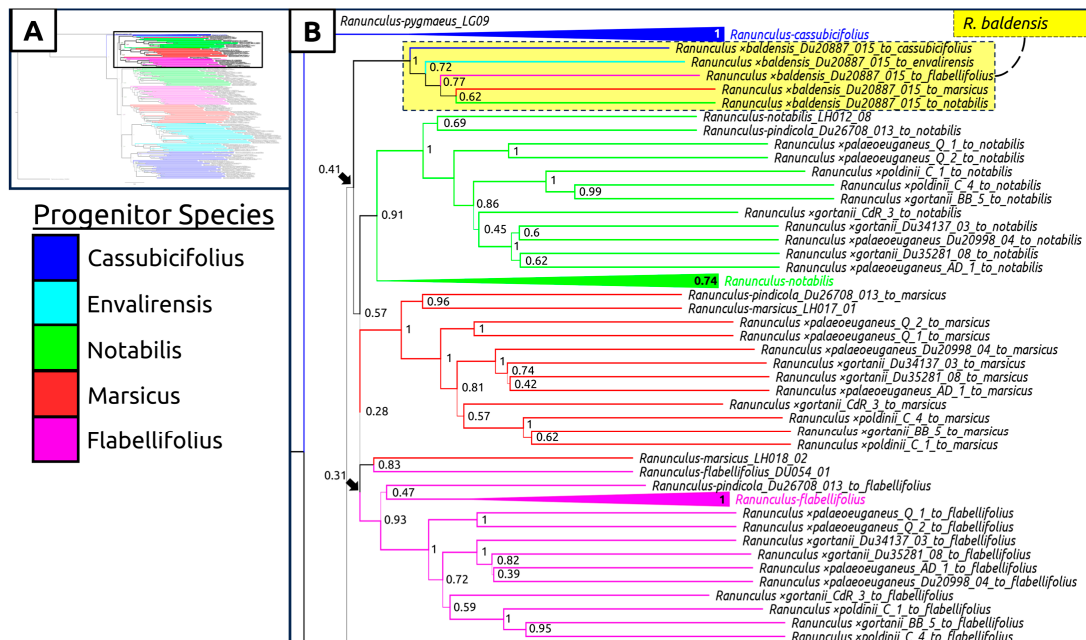 A
B
Ranunculus-pygmaeus_LG09
R. baldensis
1
Ranunculus-cassubicifolius
Ranunculus ×baldensis_Du20887_015_to_cassubicifolius
1
Ranunculus ×baldensis_Du20887_015_to_envalirensis
0.72
Ranunculus ×baldensis_Du20887_015_to_flabellifolius
0.77
Ranunculus ×baldensis_Du20887_015_to_marsicus
0.62
Ranunculus ×baldensis_Du20887_015_to_notabilis
Ranunculus-notabilis_LH012_08
0.69
Ranunculus-pindicola_Du26708_013_to_notabilis
Ranunculus ×palaeoeuganeus_Q_1_to_notabilis
1
1
Ranunculus ×palaeoeuganeus_Q_2_to_notabilis
0.41
Ranunculus ×poldinii_C_1_to_notabilis
1
1
Ranunculus ×poldinii_C_4_to_notabilis
0.99
Ranunculus ×gortanii_BB_5_to_notabilis
0.86
Ranunculus ×gortanii_CdR_3_to_notabilis
0.91
Ranunculus ×gortanii_Du34137_03_to_notabilis
0.45
0.6
Ranunculus ×palaeoeuganeus_Du20998_04_to_notabilis
1
Ranunculus ×gortanii_Du35281_08_to_notabilis
0.62
Ranunculus ×palaeoeuganeus_AD_1_to_notabilis
0.74
Ranunculus-notabilis
Ranunculus-pindicola_Du26708_013_to_marsicus
0.96
Ranunculus-marsicus_LH017_01
0.57
Ranunculus ×palaeoeuganeus_Q_2_to_marsicus
1
1
Ranunculus ×palaeoeuganeus_Q_1_to_marsicus
Ranunculus ×palaeoeuganeus_Du20998_04_to_marsicus
1
1
Ranunculus ×gortanii_Du34137_03_to_marsicus
0.74
Ranunculus ×gortanii_Du35281_08_to_marsicus
0.42
0.81
Ranunculus ×palaeoeuganeus_AD_1_to_marsicus
Ranunculus ×gortanii_CdR_3_to_marsicus
0.28
0.57
Ranunculus ×poldinii_C_4_to_marsicus
1
Ranunculus ×gortanii_BB_5_to_marsicus
0.62
Ranunculus ×poldinii_C_1_to_marsicus
Ranunculus-marsicus_LH018_02
0.83
Ranunculus-flabellifolius_DU054_01
0.31
Ranunculus-pindicola_Du26708_013_to_flabellifolius
0.47
1
Ranunculus-flabellifolius
0.93
Ranunculus ×palaeoeuganeus_Q_1_to_flabellifolius
1
Ranunculus ×palaeoeuganeus_Q_2_to_flabellifolius
Ranunculus ×gortanii_Du34137_03_to_flabellifolius
1
1
Ranunculus ×gortanii_Du35281_08_to_flabellifolius
0.82
Ranunculus ×palaeoeuganeus_AD_1_to_flabellifolius
0.39
0.72
Ranunculus ×palaeoeuganeus_Du20998_04_to_flabellifolius
Ranunculus ×gortanii_CdR_3_to_flabellifolius
0.59
Ranunculus ×poldinii_C_1_to_flabellifolius
1
Ranunculus ×gortanii_BB_5_to_flabellifolius
0.95
Ranunculus ×poldinii_C_4_to_flabellifolius
Progenitor Species
Cassubicifolius
Envalirensis
Notabilis
Marsicus
Flabellifolius